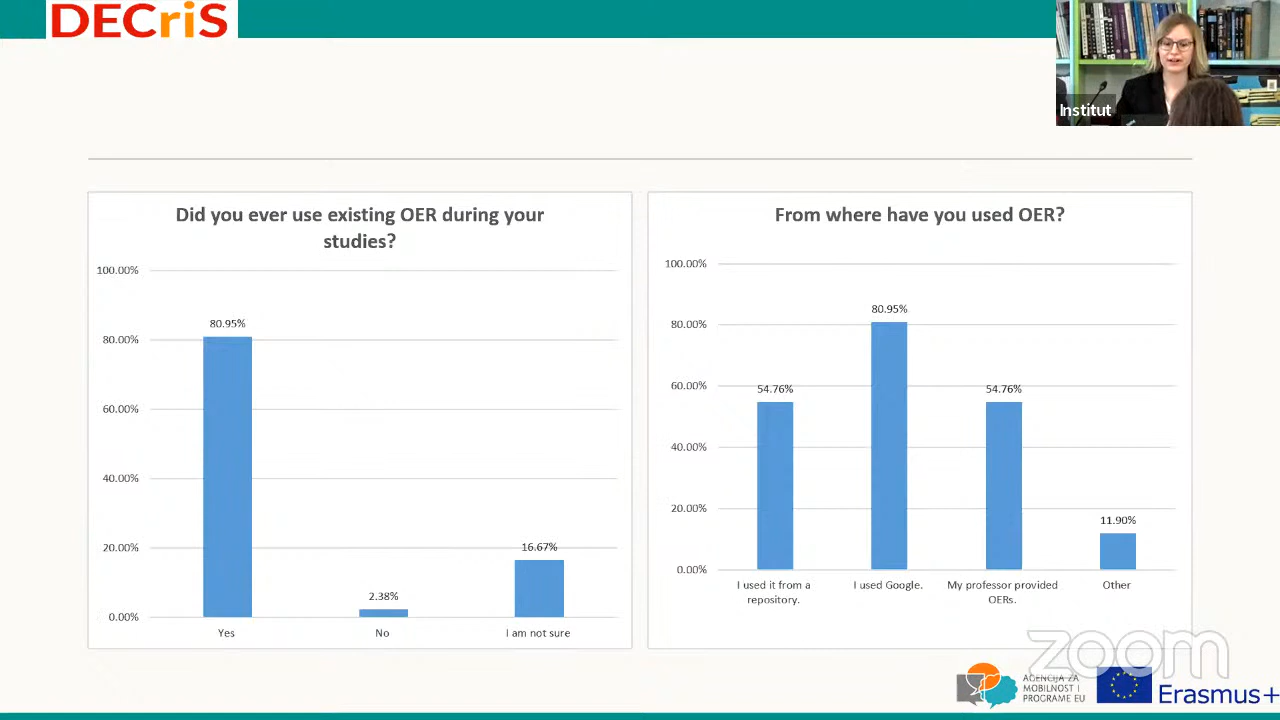 DECriS
Institut
Did you ever use existing OER during your
studies?
100.00%
80.00%
60.00%
40.00%
20.00%
0.00%
80.95%
2.38%
16.67%
Yes
No
I am not sure
From where have you used OER?
100.00%
80.00%
60.00%
40.00%
20.00%
0.00%
54.76%
80.95%
54.76%
11.90%
I used it from a
repository.
I used Google.
My professor provided
OERs.
Other
zoom
AGENCIJA ZA
MOBILNOST I
PROGRAME EU
Erasmus+